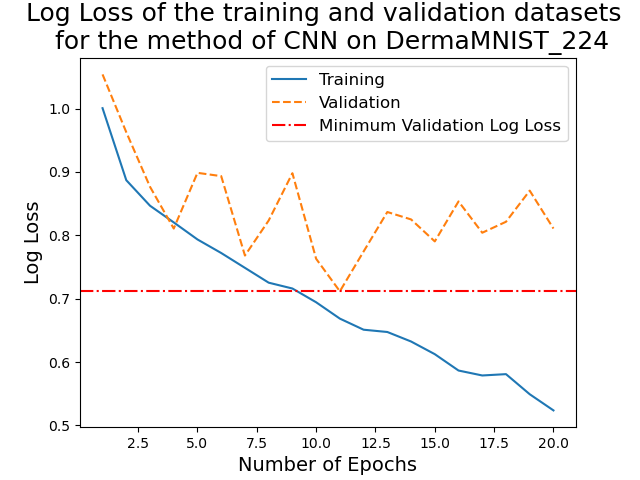 Log Loss of the training and validation datasets
for the method of CNN on DermaMNIST_224
Training
Validation
Minimum Validation Log Loss
Log Loss
1.0
0.9
0.8
0.7
0.6
0.5
2.5 5.0 7.5 10.0 12.5 15.0 17.5 20.0
Number of Epochs